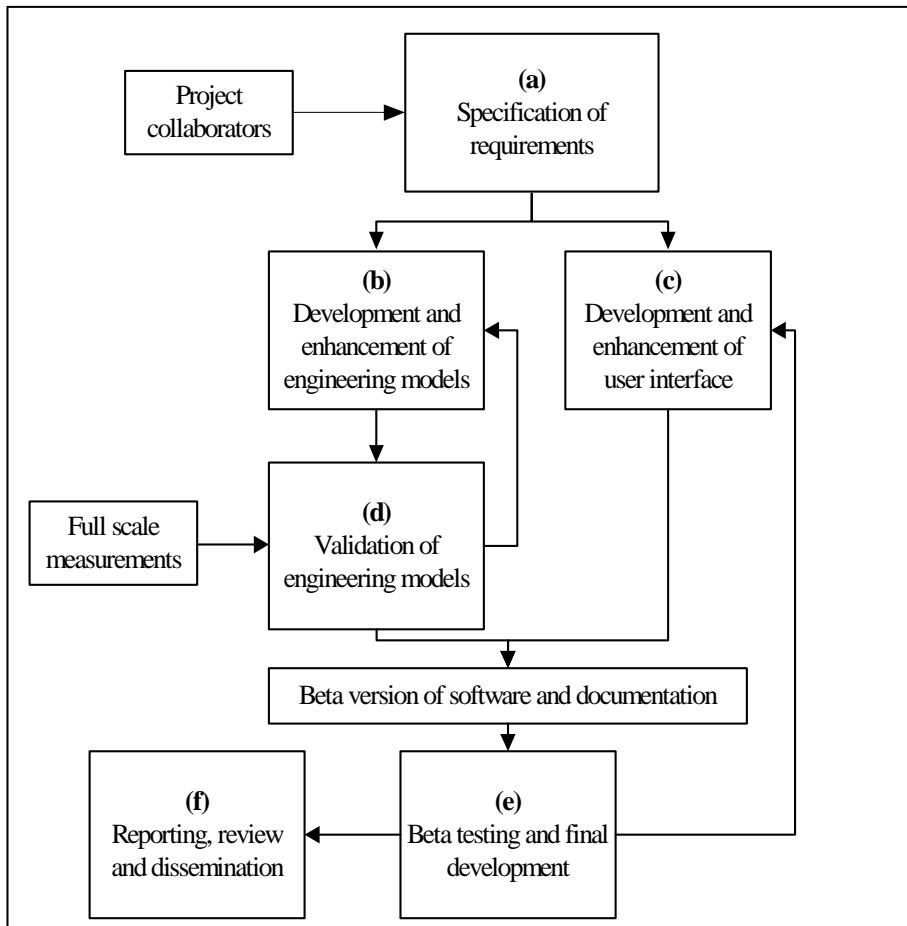 (a)
Project
collaborators
Specification of
requirements
(b)
Development and
enhancement of
engineering models
(c)
Development and
enhancement of
user interface
(d)
Validation of
engineering models
Full scale
measurements
Beta version of software and documentation
(f)
Reporting, review
and dissemination
(e)
Beta testing and final
development